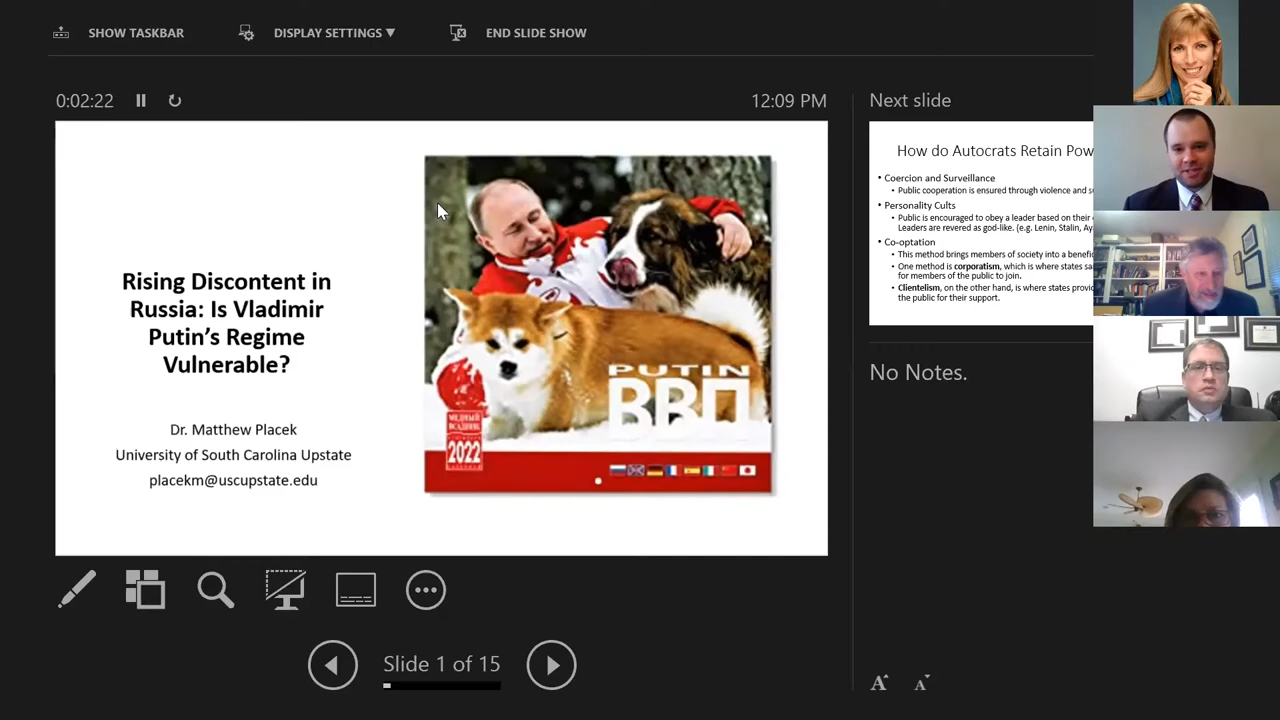 SHOW TASKBAR
DISPLAY SETTINGS ▼
END SLIDE SHOW
0:02:22
12:09 PM
Rising Discontent in
Russia: Is Vladimir
Putin's Regime
Vulnerable?
Dr. Matthew Placek
University of South Carolina Upstate
placekm@uscupstate.edu
PUTIN
ВВП
МЕДНЫЙ
ВСАДНИК
2022
Next slide
How do Autocrats Retain Pow
• Coercion and Surveillance
• Public cooperation is ensured through violence and su
• Personality Cults
• Public is encouraged to obey a leader based on their
Leaders are revered as god-like. (e.g. Lenin, Stalin, Ay
• Co-optation
• This method brings members of society into a benefi
• One method is corporatism, which is where states sa
for members of the public to join.
• Clientelism, on the other hand, is where states provi
the public for their support.
No Notes.
Slide 1 of 15
A A